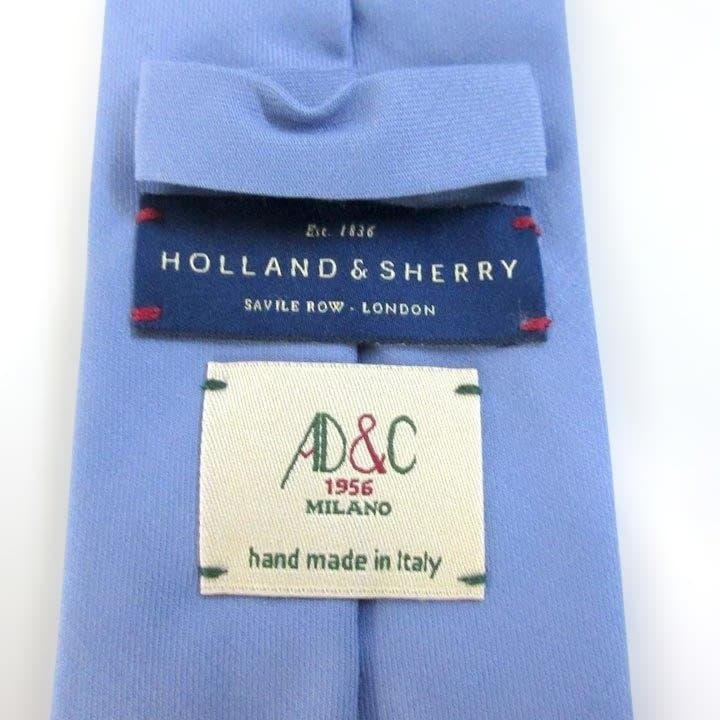 Est. 1836
HOLLAND & SHERRY
SAVILE ROW - LONDON
AD&C
1956
MILANO
hand made in Italy